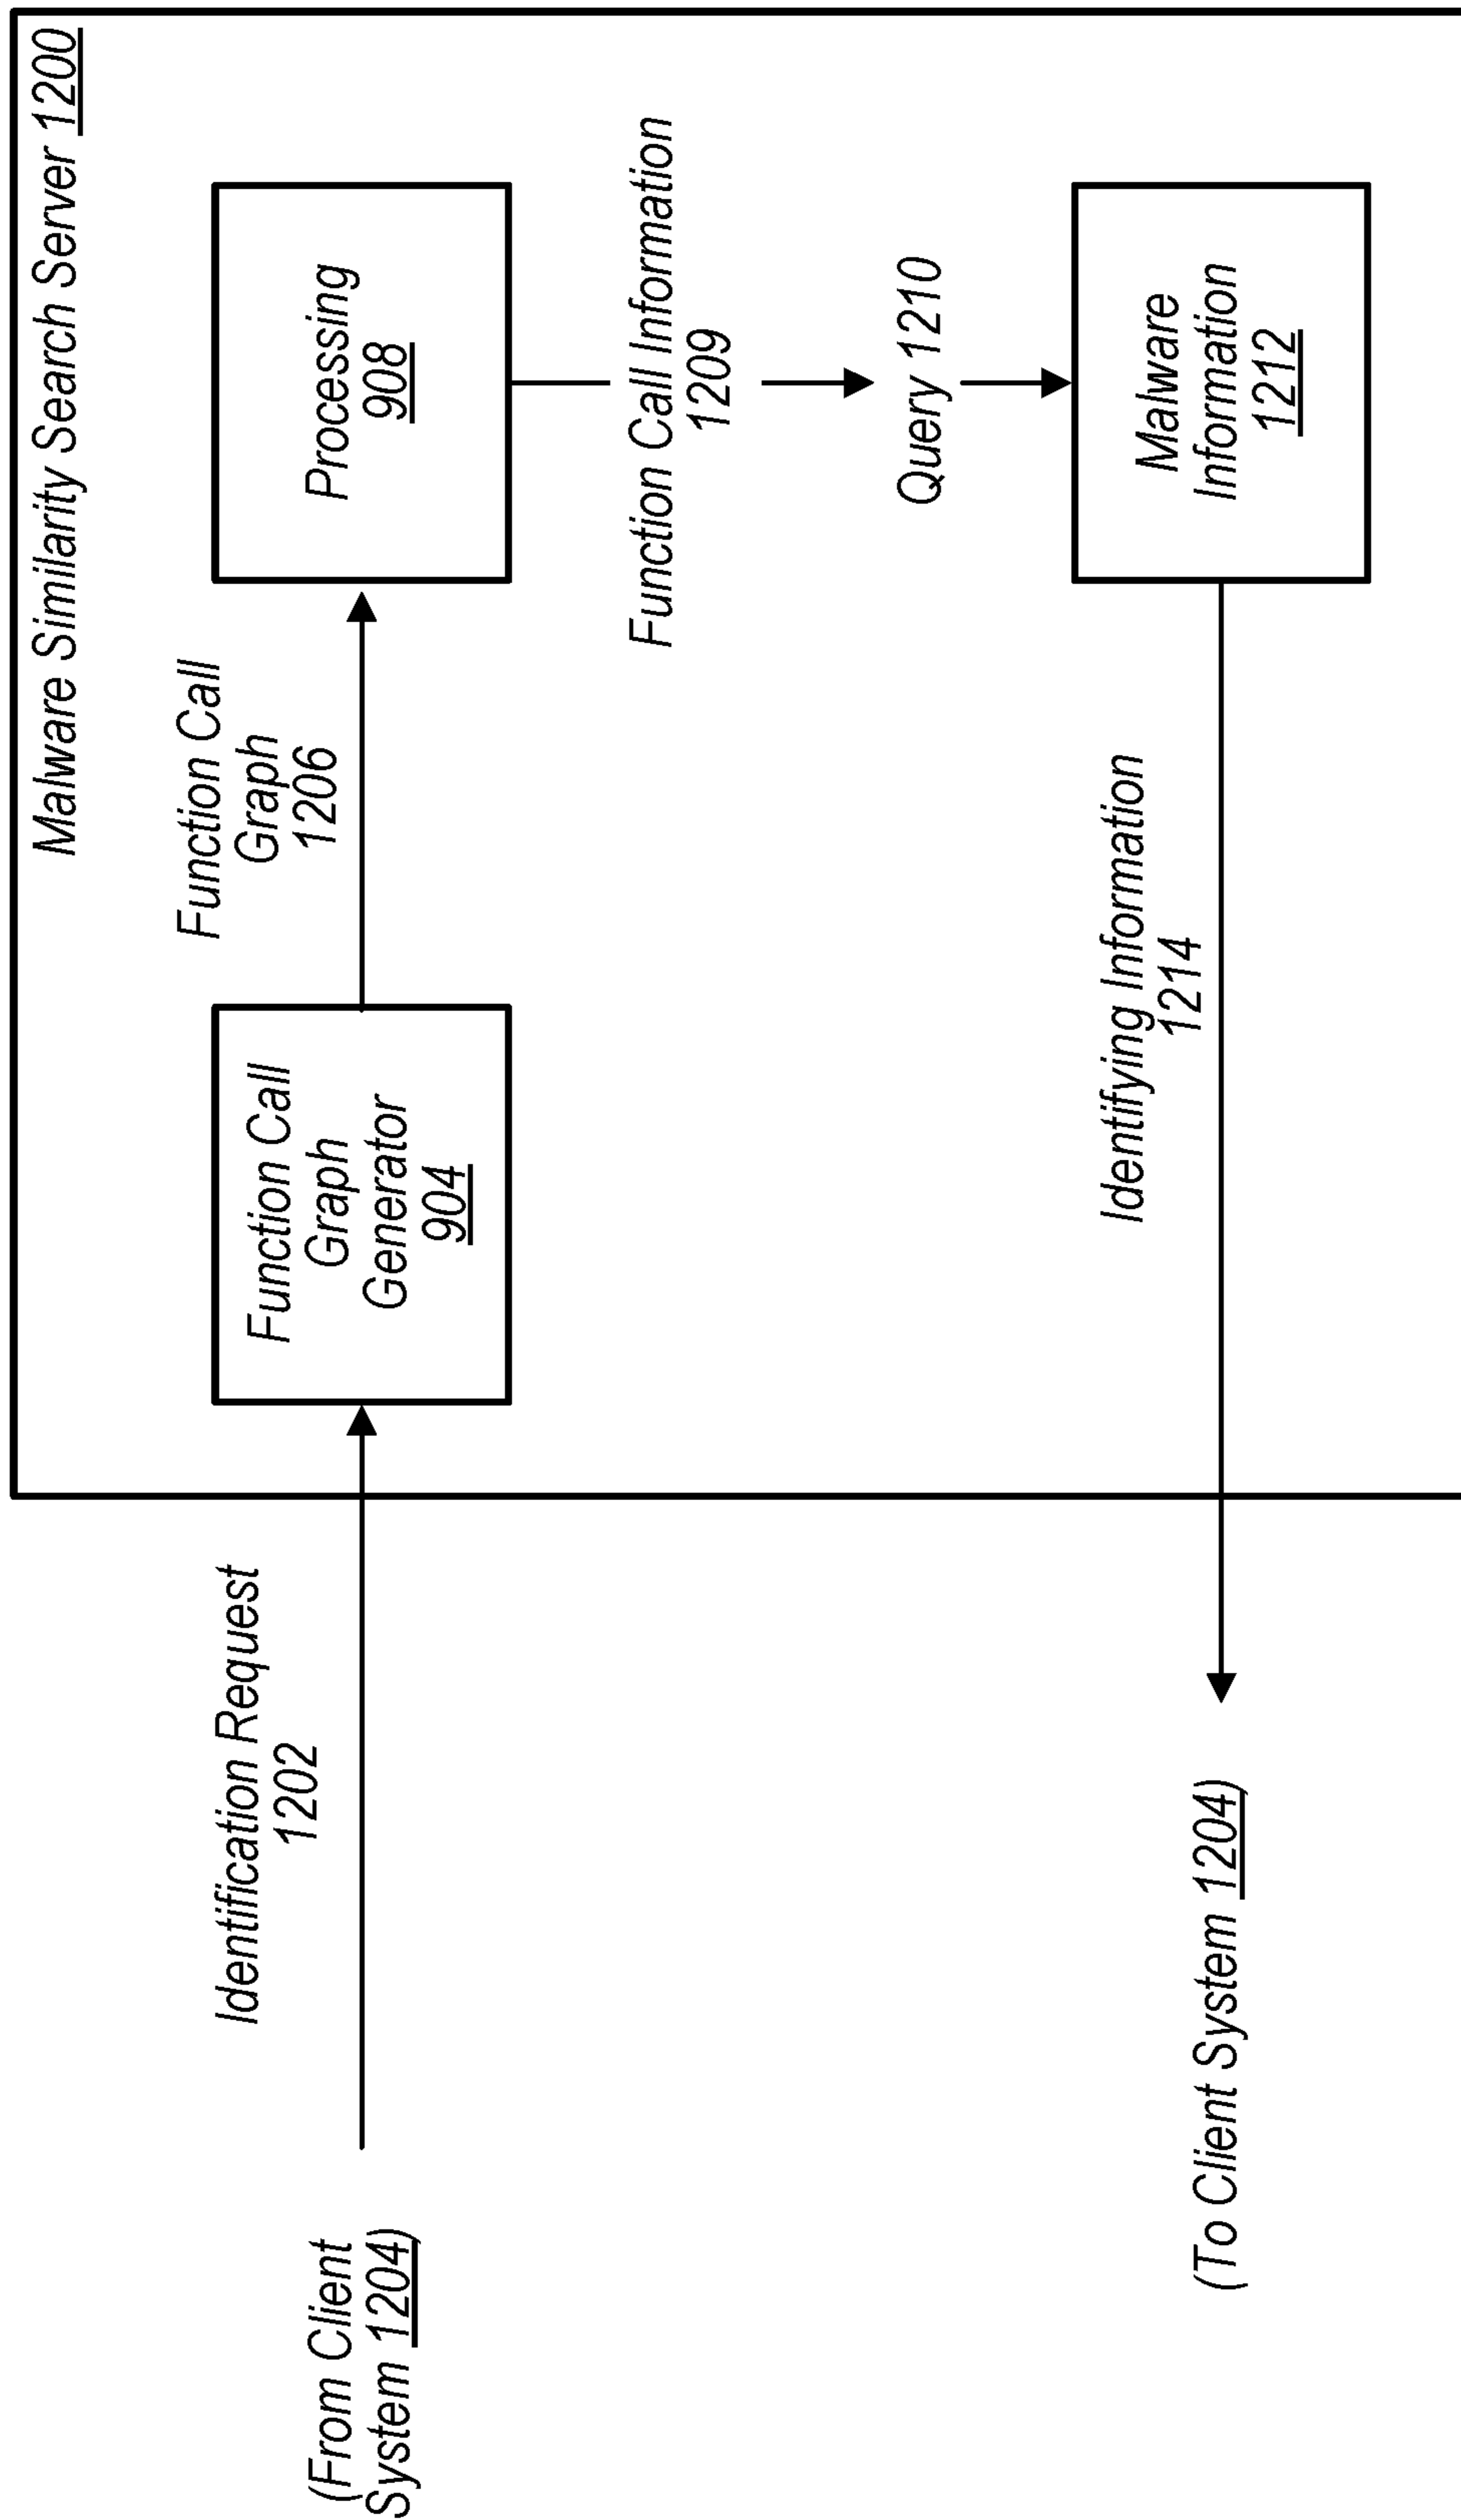 Malware Similarity Search Server 1200
(From Client
System 1204)
Identification Request
1202
Function Call
Graph
Generator
904
Function Call
Graph
1206
Processing
908
Function Call Information
1209
Query 1210
Malware
Information
1212
Identifying Information
1214
(To Client System 1204)